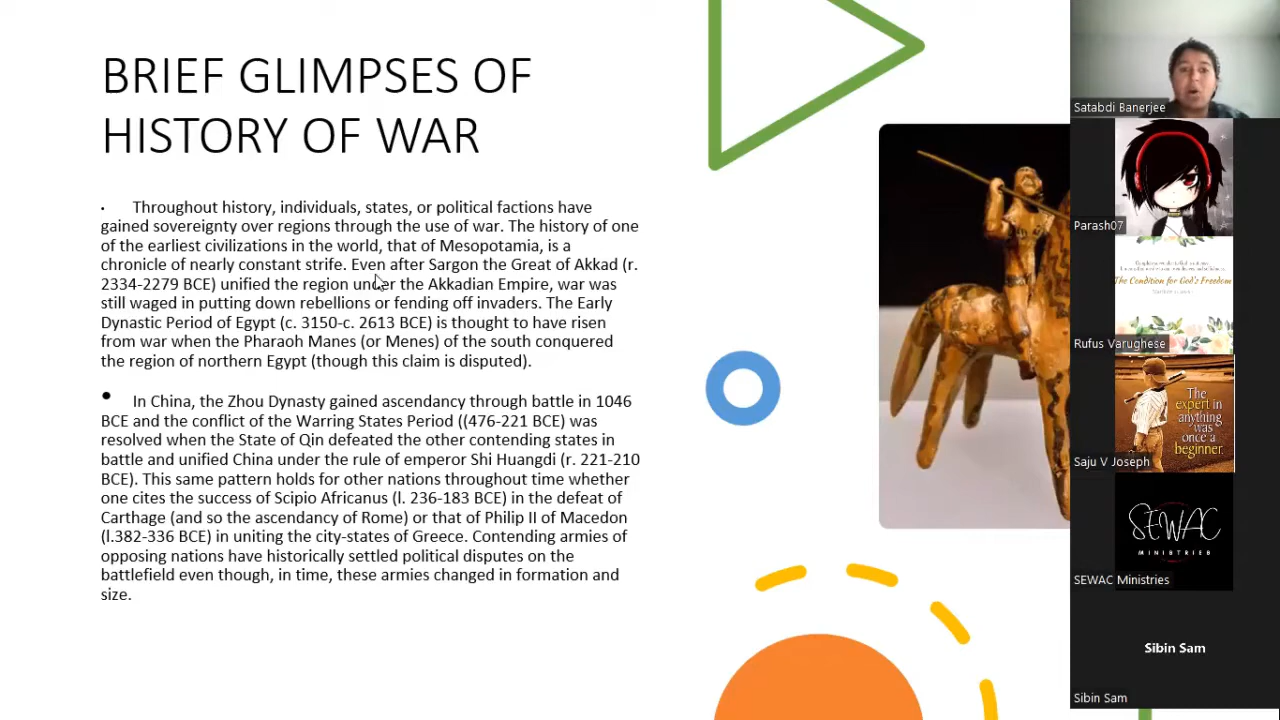 BRIEF GLIMPSES OF
HISTORY OF WAR
• Throughout history, individuals, states, or political factions have
gained sovereignty over regions through the use of war. The history of one
of the earliest civilizations in the world, that of Mesopotamia, is a
chronicle of nearly constant strife. Even after Sargon the Great of Akkad (r.
2334-2279 BCE) unified the region under the Akkadian Empire, war was
still waged in putting down rebellions or fending off invaders. The Early
Dynastic Period of Egypt (c. 3150-c. 2613 BCE) is thought to have risen
from war when the Pharaoh Manes (or Menes) of the south conquered
the region of northern Egypt (though this claim is disputed).
• In China, the Zhou Dynasty gained ascendancy through battle in 1046
BCE and the conflict of the Warring States Period ((476-221 BCE) was
resolved when the State of Qin defeated the other contending states in
battle and unified China under the rule of emperor Shi Huangdi (r. 221-210
BCE). This same pattern holds for other nations throughout time whether
one cites the success of Scipio Africanus (l. 236-183 BCE) in the defeat of
Carthage (and so the ascendancy of Rome) or that of Philip II of Macedon
(l.382-336 BCE) in uniting the city-states of Greece. Contending armies of
opposing nations have historically settled political disputes on the
battlefield even though, in time, these armies changed in formation and
size.
Satabdi Banerjee
Parash07
The Condition for God's Freedom
Rufus Varughese
The
expert in
anything
was
once a
beginner.
Saju V Joseph
SEWAC
MINISTRIES
SEWAC Ministries
Sibin Sam
Sibin Sam